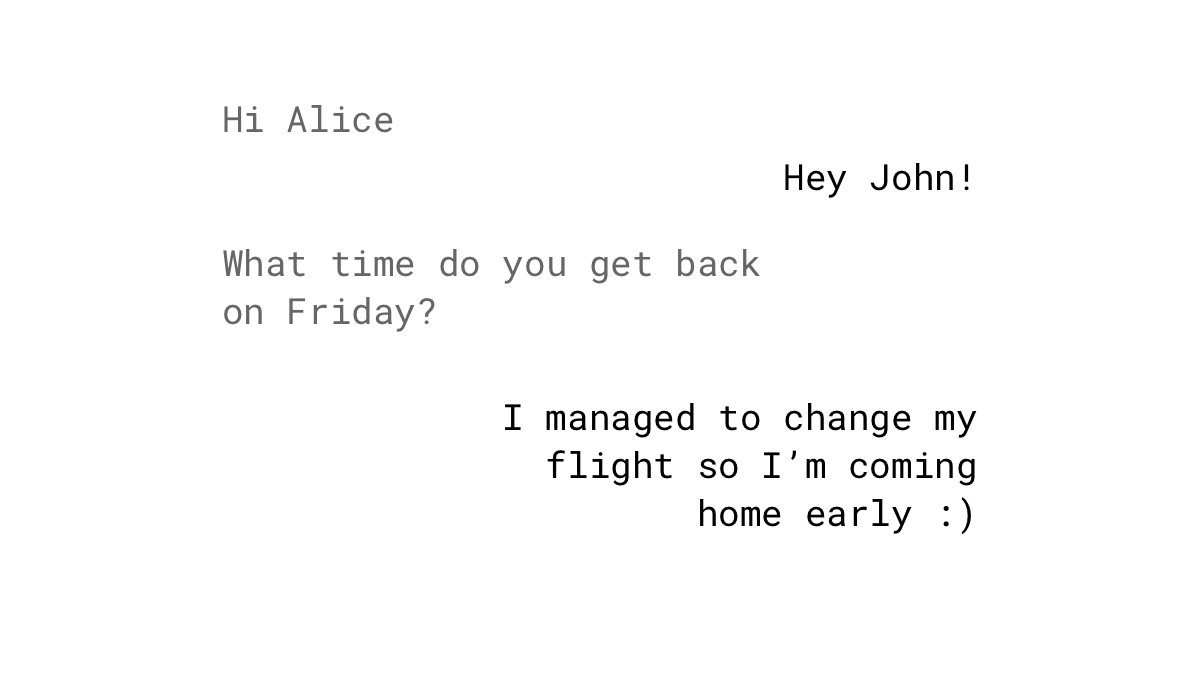 Hi Alice
Hey John!
What time do you get back
on Friday?
I managed to change my
flight so I’m coming
home early :)